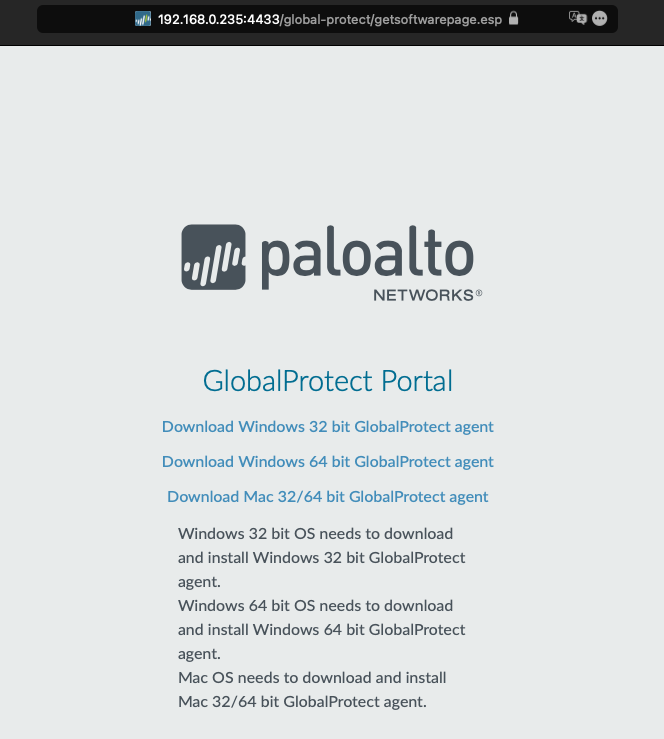 192.168.0.235:4433/global-protect/getsoftwarepage.esp
paloalto
NETWORKS®
GlobalProtect Portal
Download Windows 32 bit GlobalProtect agent
Download Windows 64 bit GlobalProtect agent
Download Mac 32/64 bit GlobalProtect agent
Windows 32 bit OS needs to download
and install Windows 32 bit GlobalProtect
agent.
Windows 64 bit OS needs to download
and install Windows 64 bit GlobalProtect
agent.
Mac OS needs to download and install
Mac 32/64 bit GlobalProtect agent.